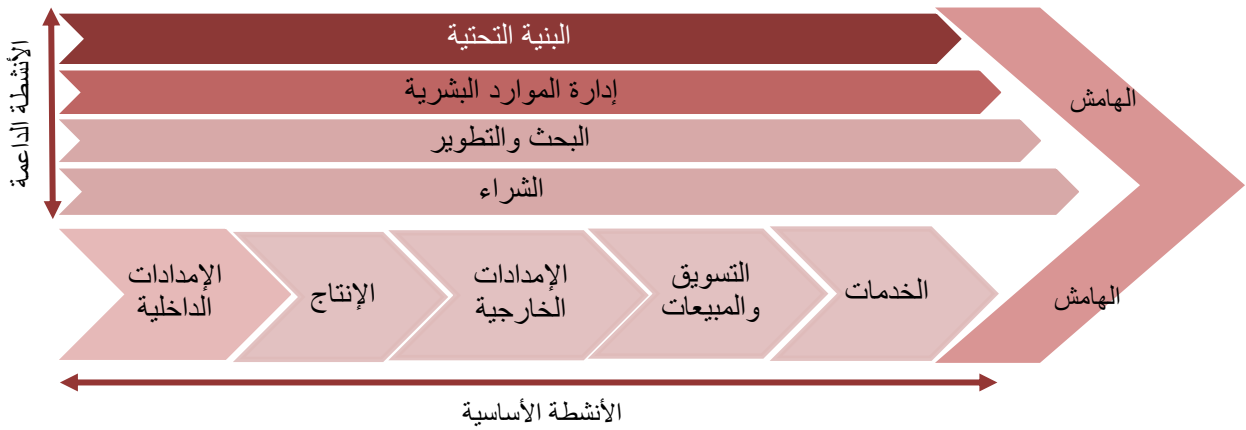 البنية التحتية
إدارة الموارد البشرية
البحث والتطوير
الشراء
الأنشطة الداعمة
الهامش
الهامش
الإمدادات
الداخلية
الإنتاج
الإمدادات
الخارجية
التسويق
والمبيعات
الخدمات
الأنشطة الأساسية